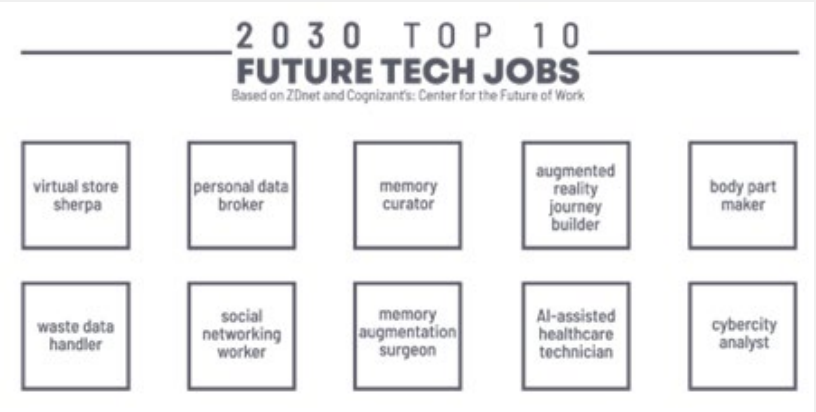 2030 TOP 10
FUTURE TECH JOBS
Based on ZDnet and Cognizant's: Center for the Future of Work
virtual store
sherpa
personal data
broker
memory
curator
augmented
reality
journey
builder
body part
maker
waste data
handler
social
networking
worker
memory
augmentation
surgeon
AI-assisted
healthcare
technician
cybercity
analyst